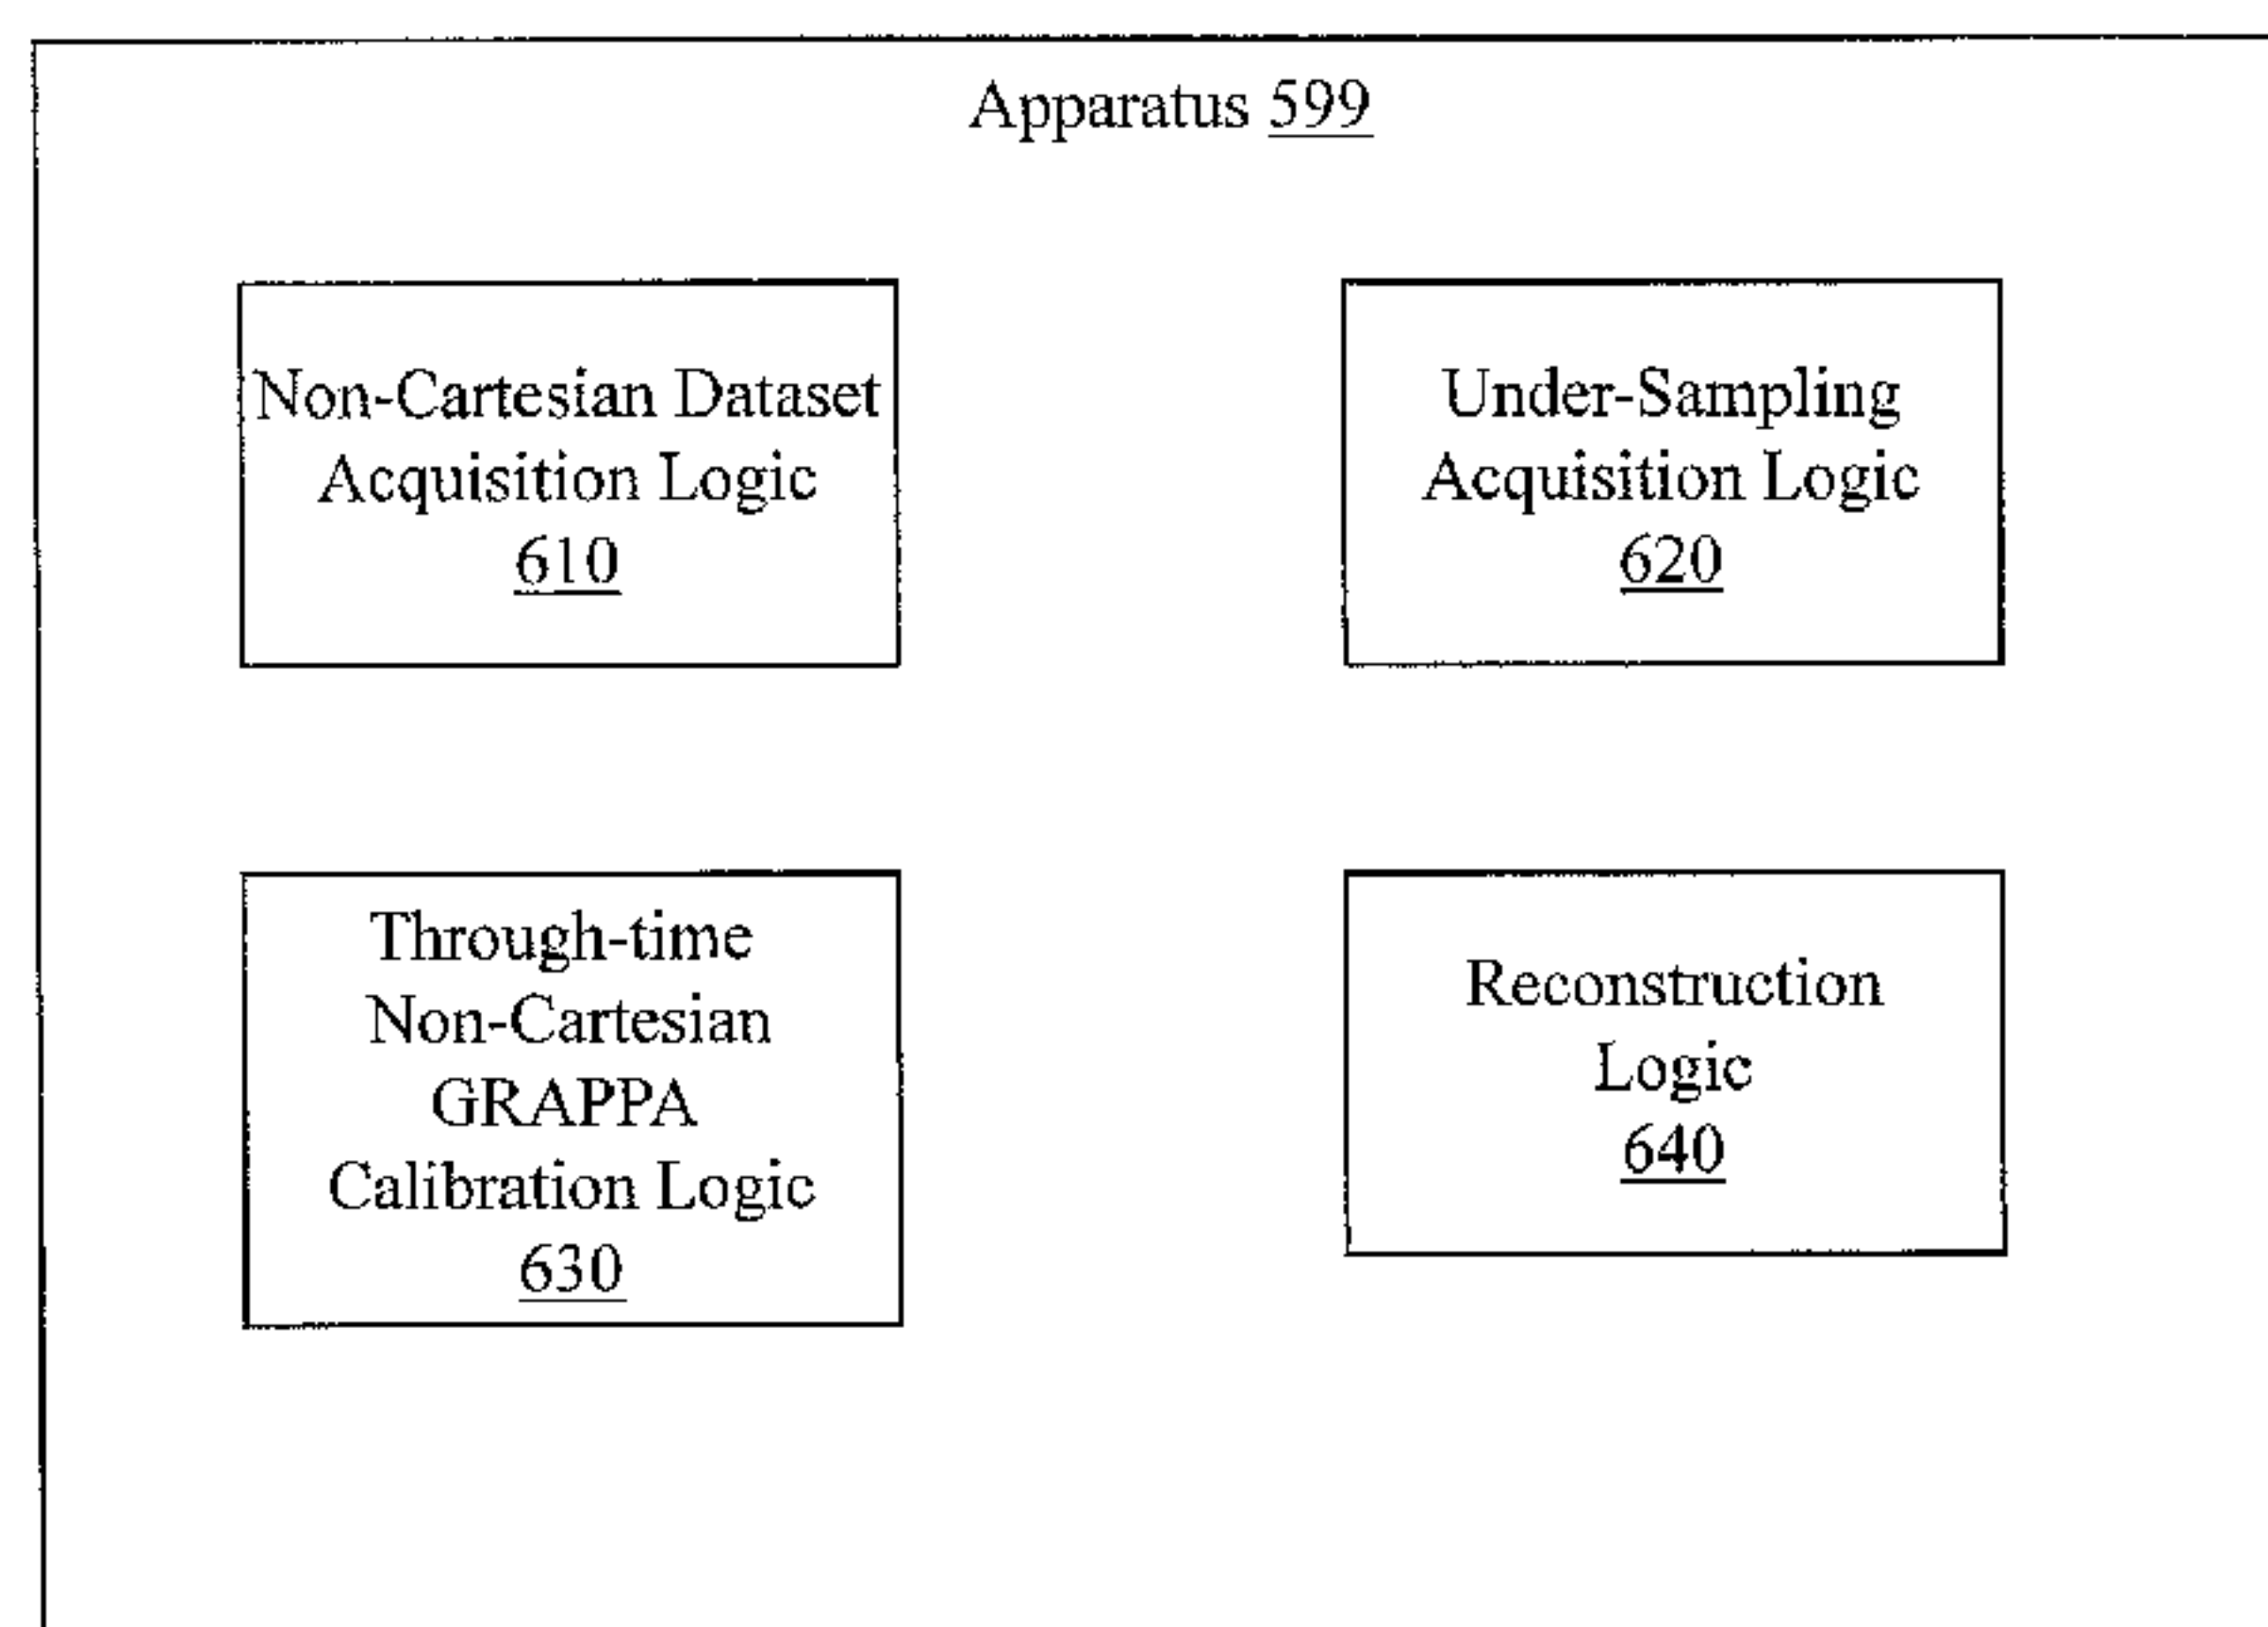 Apparatus 599
Non-Cartesian Dataset
Acquisition Logic
610
Under-Sampling
Acquisition Logic
620
Through-time
Non-Cartesian
GRAPPA
Calibration Logic
630
Reconstruction
Logic
640